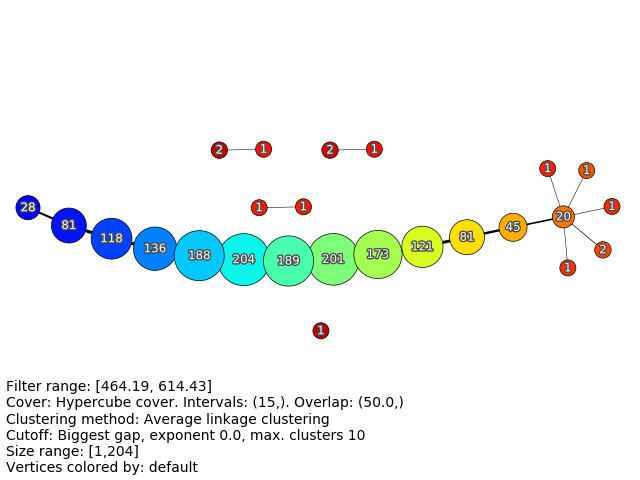 2 1 2 1
1 1
1 1
28 81 118 136 188 204 189 201 173 121 81 45 20 1
2
1
1
Filter range: [464.19, 614.43]
Cover: Hypercube cover. Intervals: (15,). Overlap: (50.0,)
Clustering method: Average linkage clustering
Cutoff: Biggest gap, exponent 0.0, max. clusters 10
Size range: [1,204]
Vertices colored by: default